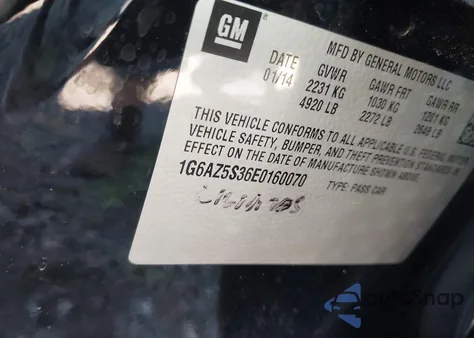 GM
MFD BY GENERAL MOTORS LLC
DATE GVWR GAWR FRT GAWR RR
01/14 2231 KG 1030 KG 1201 KG
4920 LB 2272 LB 2648 LB
THIS VEHICLE CONFORMS TO ALL APPLICABLE U.S. FEDERAL MOTOR
VEHICLE SAFETY, BUMPER, AND THEFT PREVENTION STANDARDS IN
EFFECT ON THE DATE OF MANUFACTURE SHOWN ABOVE.
1G6AZ5S36E0160070 TYPE: PASS CAR
AutoSnap